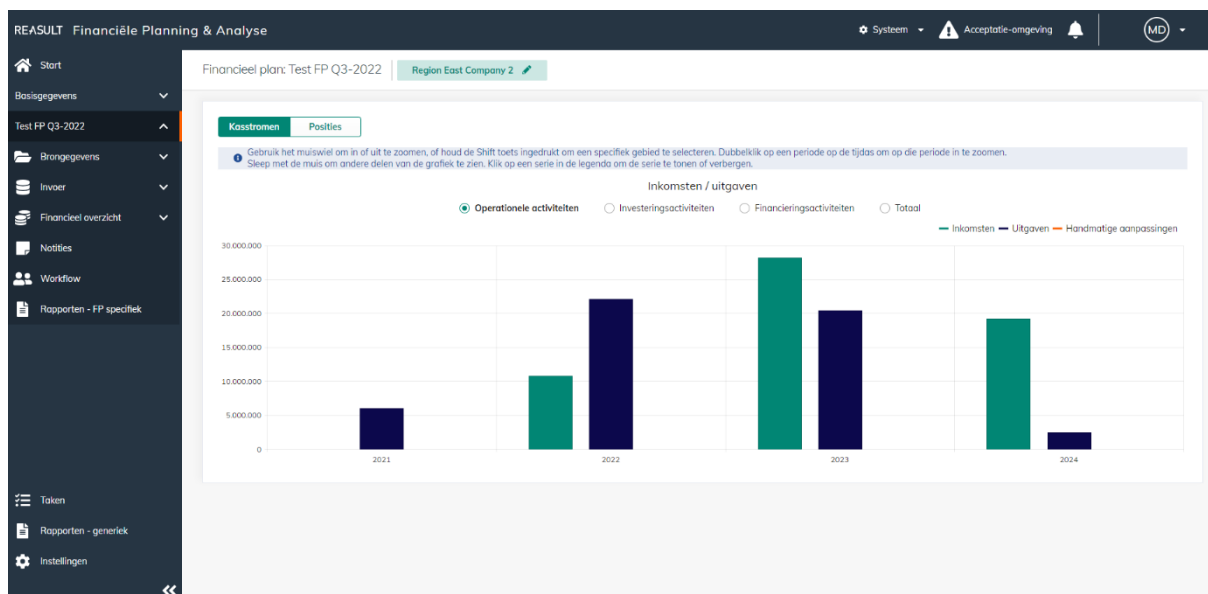 REASULT Financiële Planning & Analyse
Systeem
Acceptatie-omgeving
MD
Start
Basisgegevens
Test FP Q3-2022
Brongegevens
Invoer
Financieel overzicht
Notities
Workflow
Rapporten - FP specifiek
Taken
Rapporten - generiek
Instellingen
Financieel plan: Test FP Q3-2022
Region East Company 2
Kasstromen Posities
Gebruik het muiswiel om in of uit te zoomen, of houd de Shift toets ingedrukt om een specifiek gebied te selecteren. Dubbelklik op een periode op de tijdas om op die periode in te zoomen.
Sleep met de muis om andere delen van de grafiek te zien. Klik op een serie in de legenda om de serie te tonen of verbergen.
Inkomsten / uitgaven
Operationele activiteiten Investeringsactiviteiten Financieringsactiviteiten Totaal
Inkomsten Uitgaven Handmatige aanpassingen
30.000.000
25.000.000
20.000.000
15.000.000
10.000.000
5.000.000
0
2021 2022 2023 2024